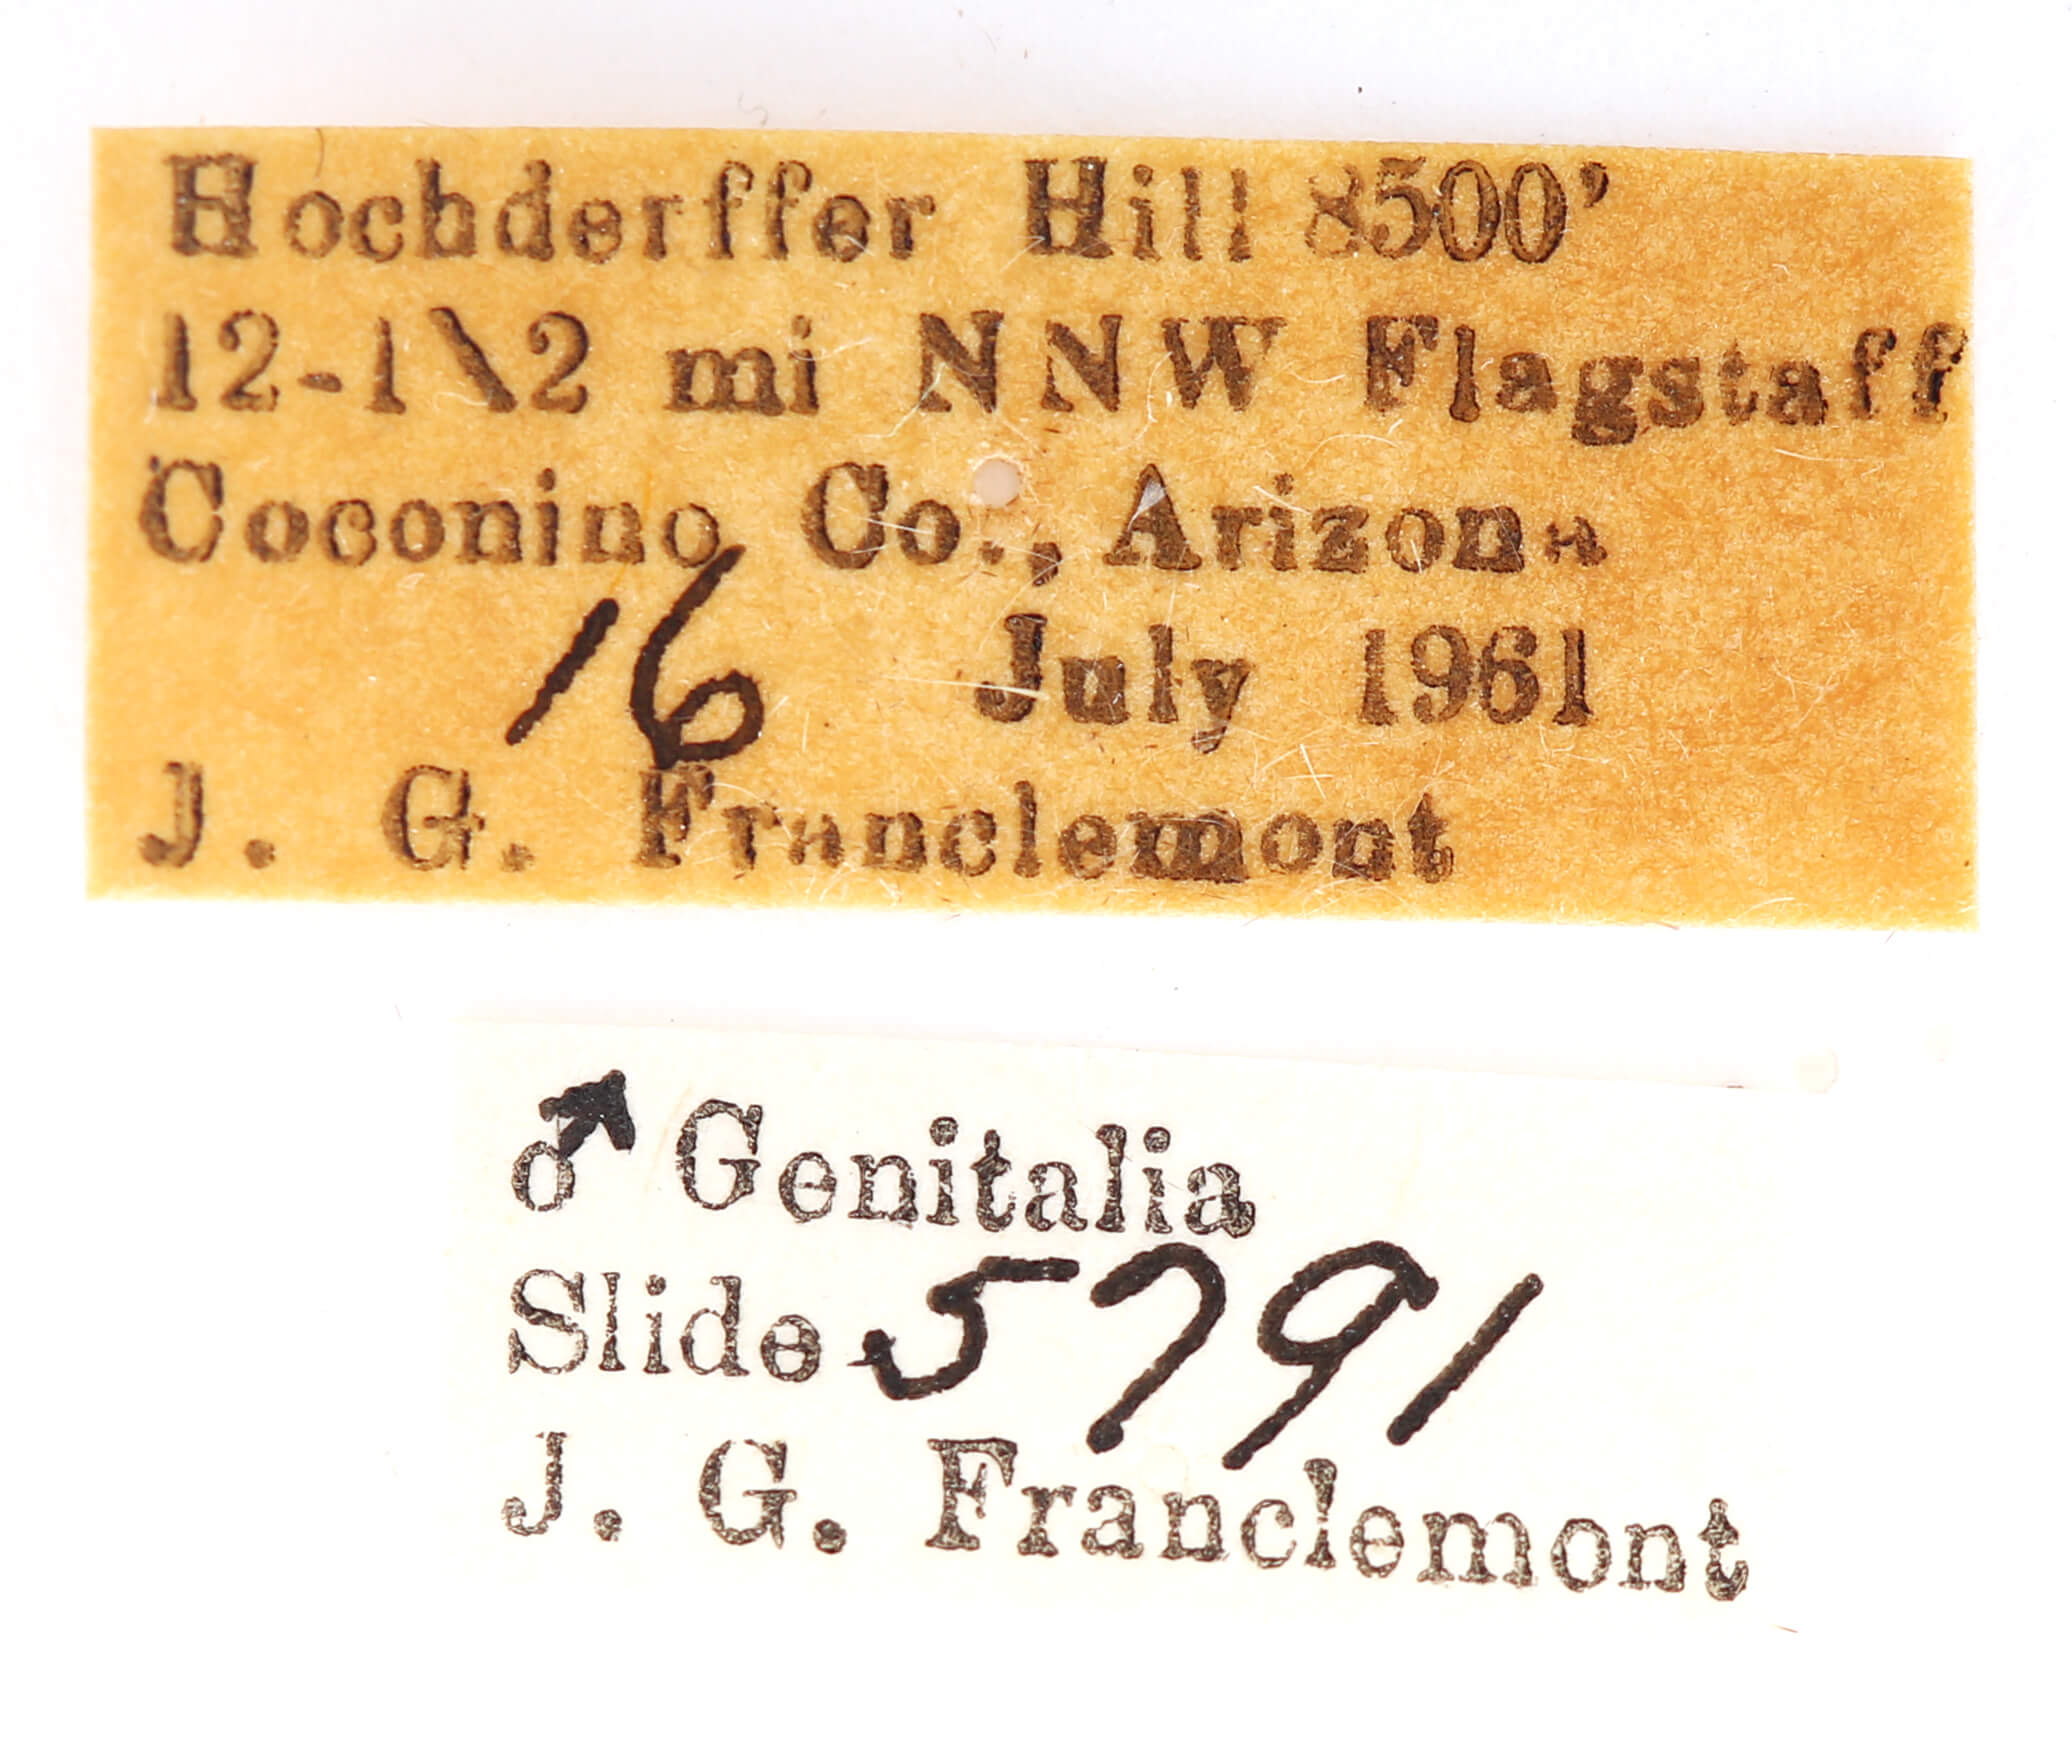 Hochderffer Hill 8500'
12-1\2 mi NNW Flagstaff
Coconino Co., Arizona
16 July 1961
J. G. Franclemont
♂ Genitalia
Slide 5791
J. G. Franclemont